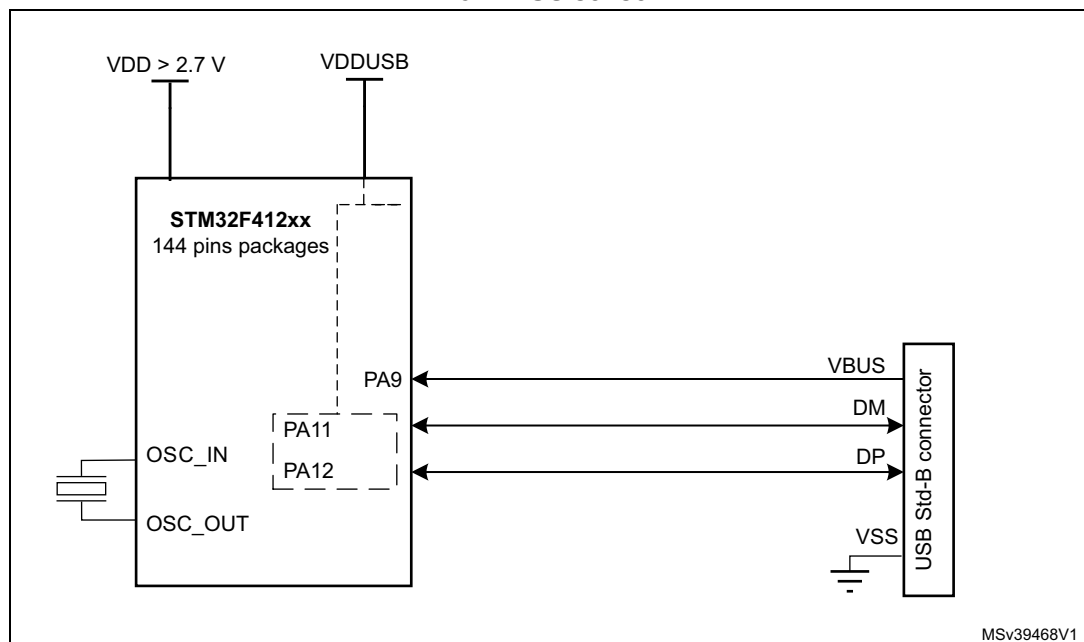 VDD > 2.7 V
VDDUSB
STM32F412xx
144 pins packages
PA9
VBUS
PA11
DM
PA12
DP
OSC_IN
OSC_OUT
VSS
USB Std-B connector
MSv39468V1